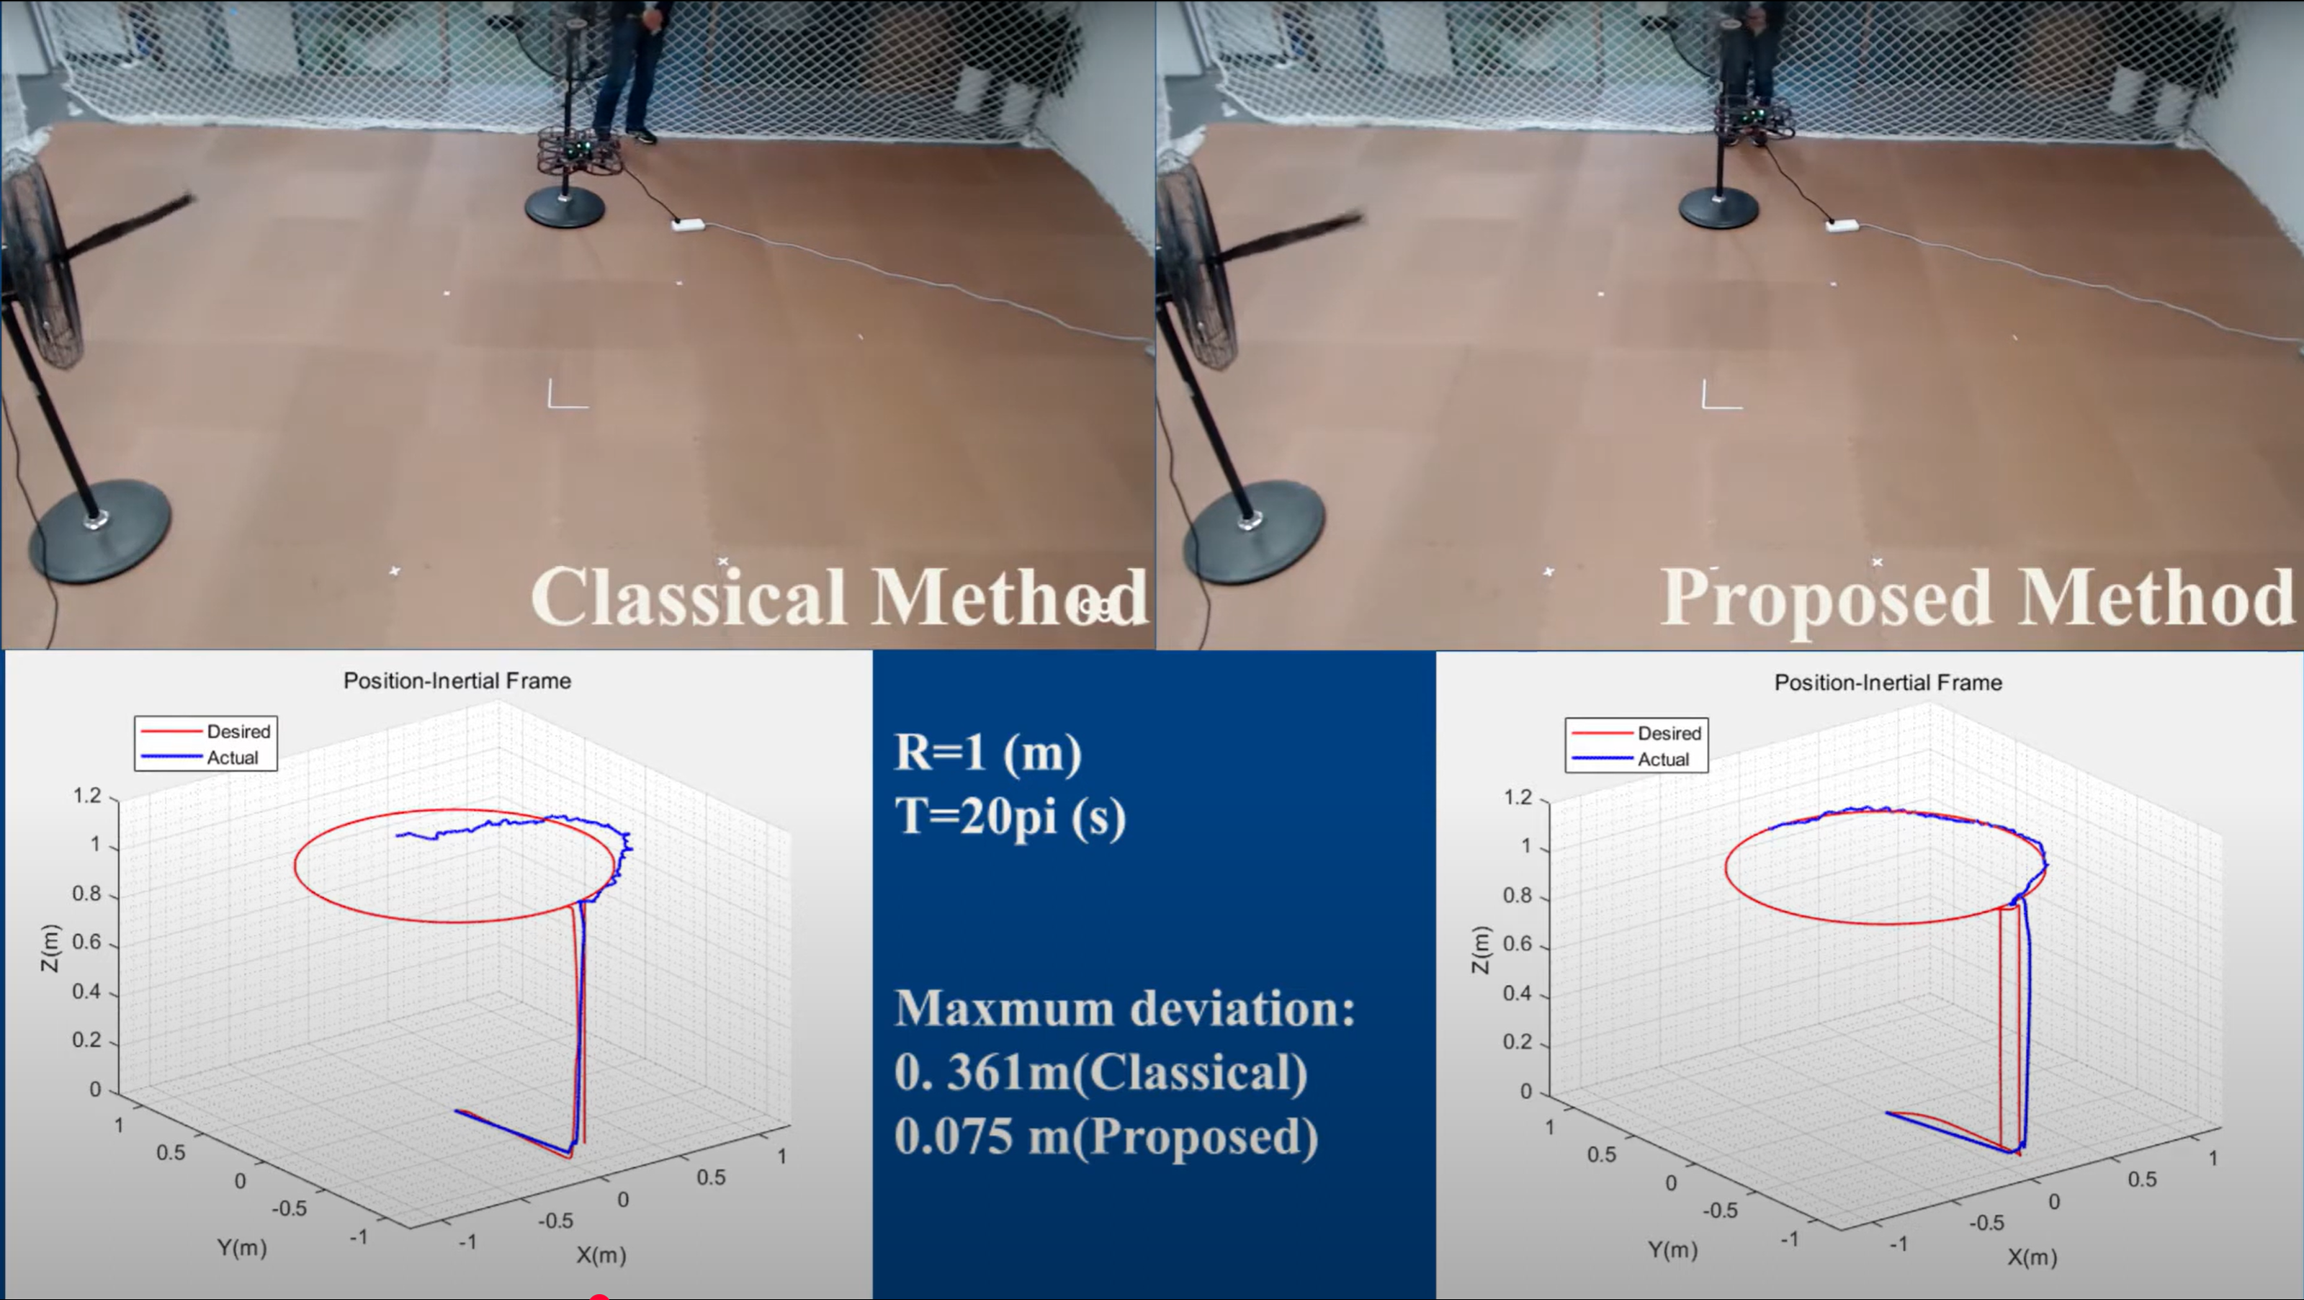 Classical Method
Proposed Method
Position-Inertial Frame
Desired
Actual
1.2
1
0.8
0.6
0.4
0.2
0
Z(m)
1
0.5
0
-0.5
-1
Y(m)
-1
-0.5
0
0.5
1
X(m)
R=1 (m)
T=20pi (s)
Maxmum deviation:
0. 361m(Classical)
0.075 m(Proposed)
Position-Inertial Frame
Desired
Actual
1.2
1
0.8
0.6
0.4
0.2
0
Z(m)
1
0.5
0
-0.5
-1
Y(m)
-1
-0.5
0
0.5
1
X(m)